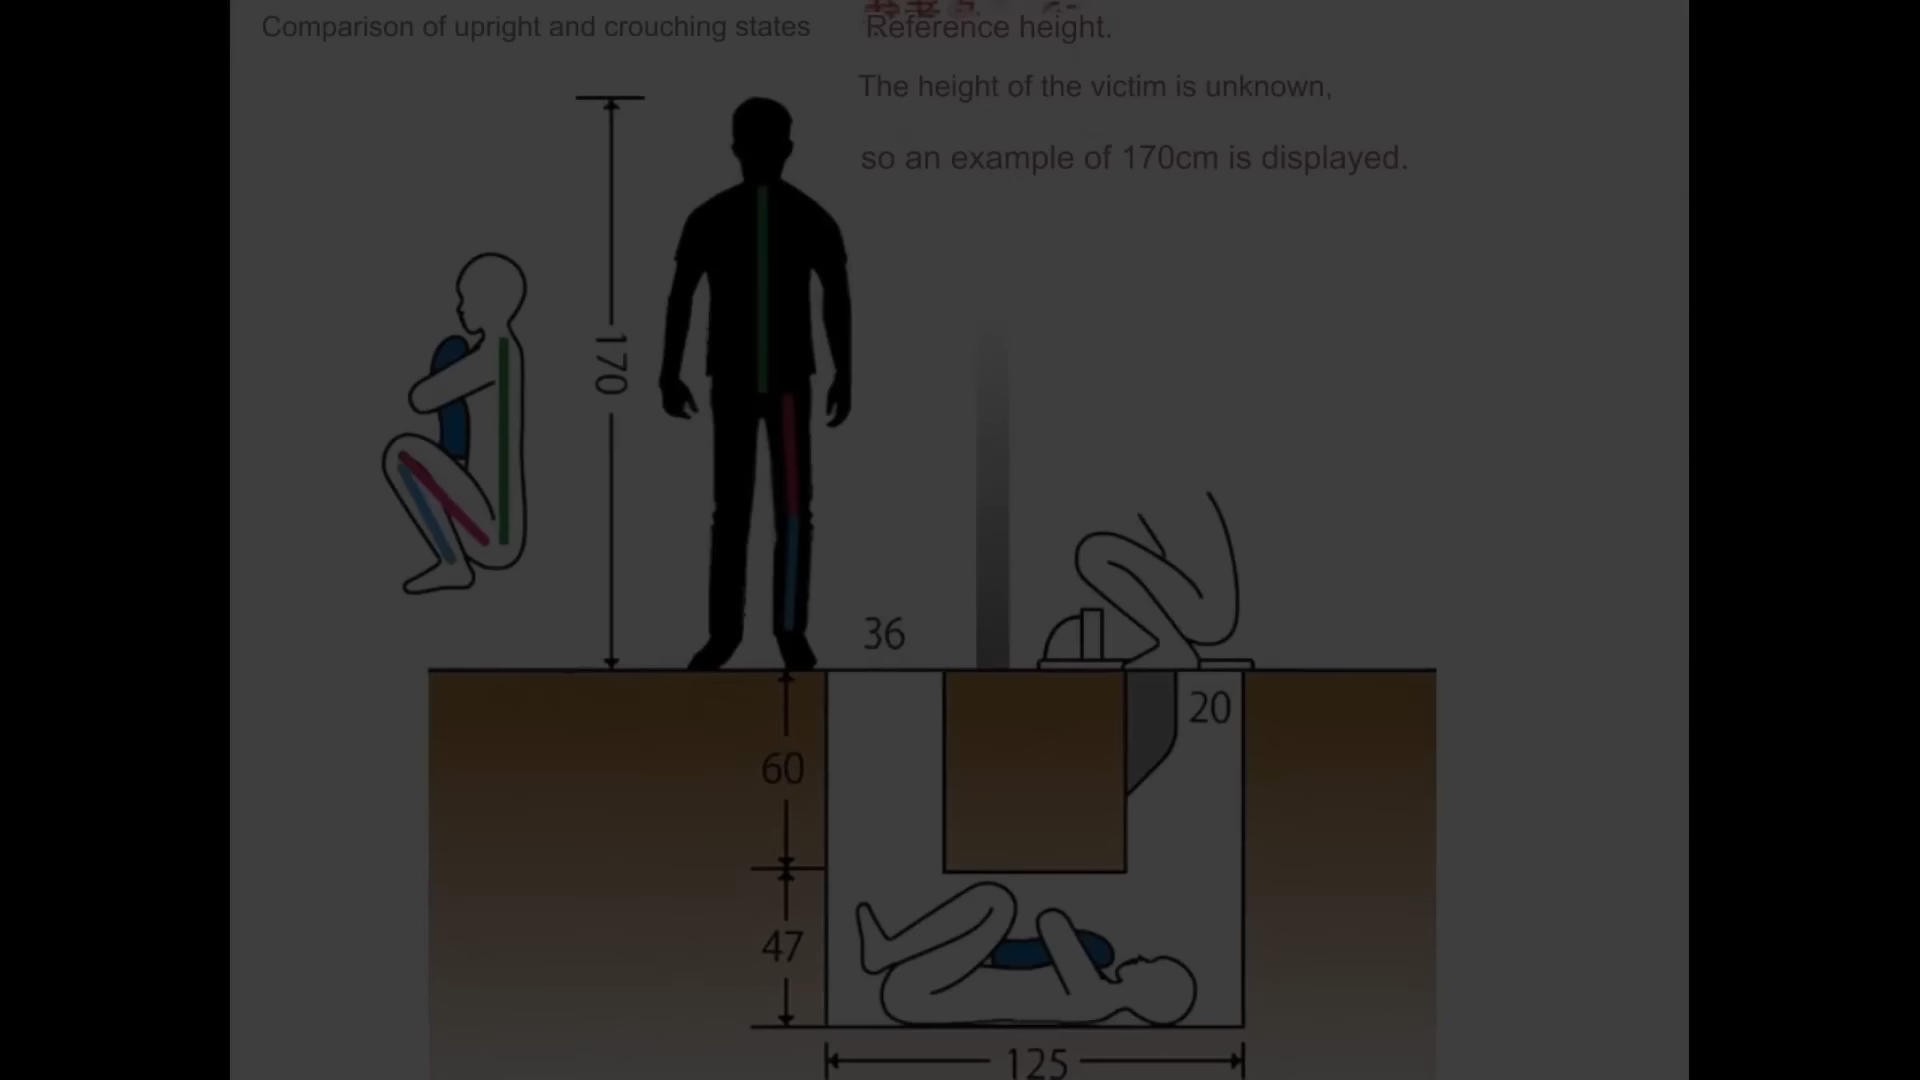 Comparison of upright and crouching states
Reference height.
The height of the victim is unknown,
so an example of 170cm is displayed.
170
36
20
60
47
125